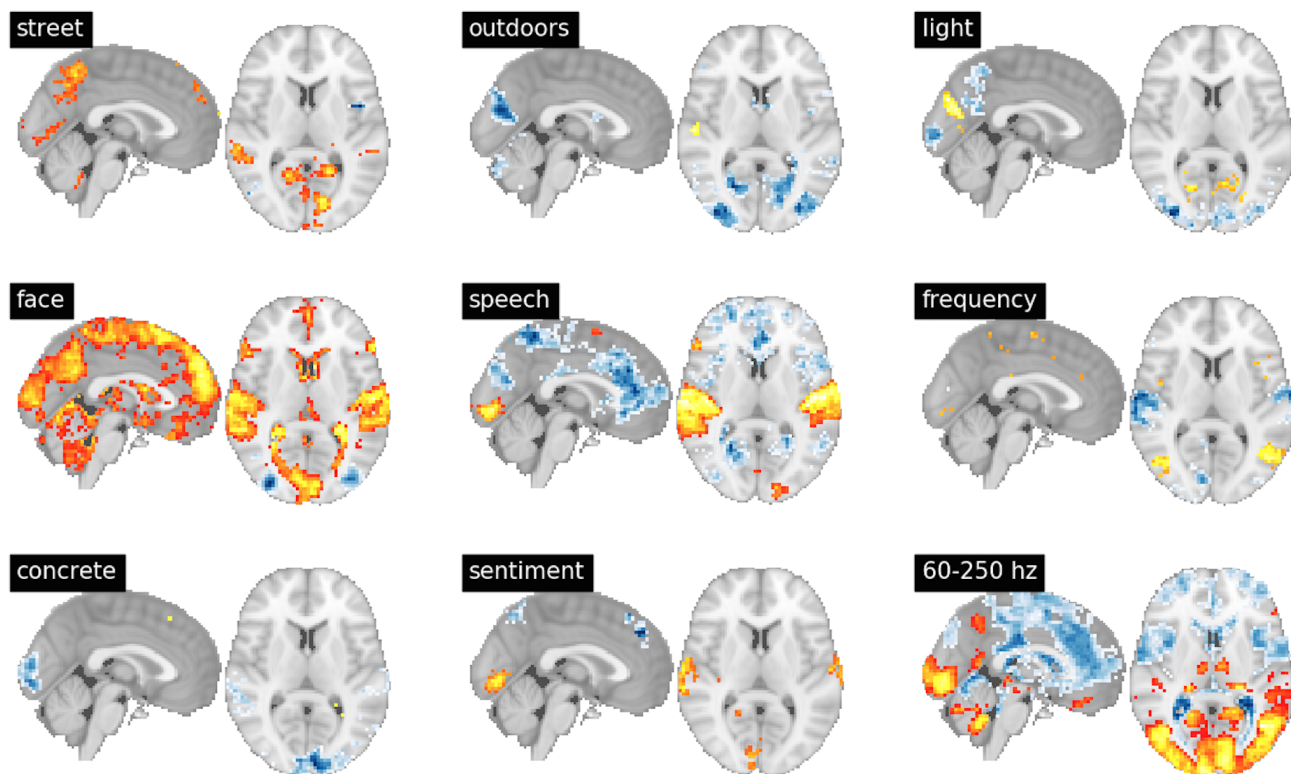 street
outdoors
light
face
speech
frequency
concrete
sentiment
60-250 hz